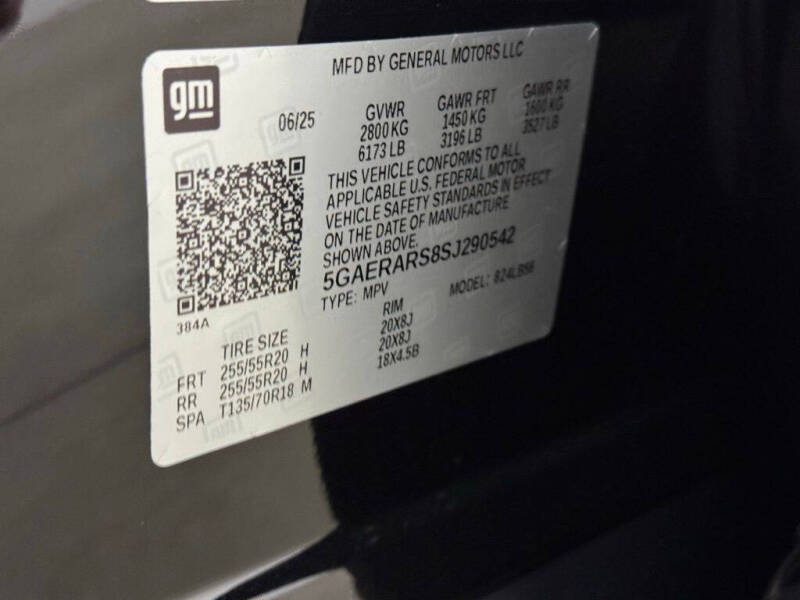 MFD BY GENERAL MOTORS LLC
gm
06/25
GVWR
2800 KG
6173 LB
GAWR FRT
1450 KG
3196 LB
GAWR RR
1600 KG
3527 LB
THIS VEHICLE CONFORMS TO ALL
APPLICABLE U.S. FEDERAL MOTOR
VEHICLE SAFETY STANDARDS IN EFFECT
ON THE DATE OF MANUFACTURE
SHOWN ABOVE.
5GAERARS8SJ290542
TYPE: MPV
MODEL: 824LB56
384A
TIRE SIZE RIM
FRT 255/55R20 H 20X8J
RR 255/55R20 H 20X8J
SPA T135/70R18 M 18X4.5B